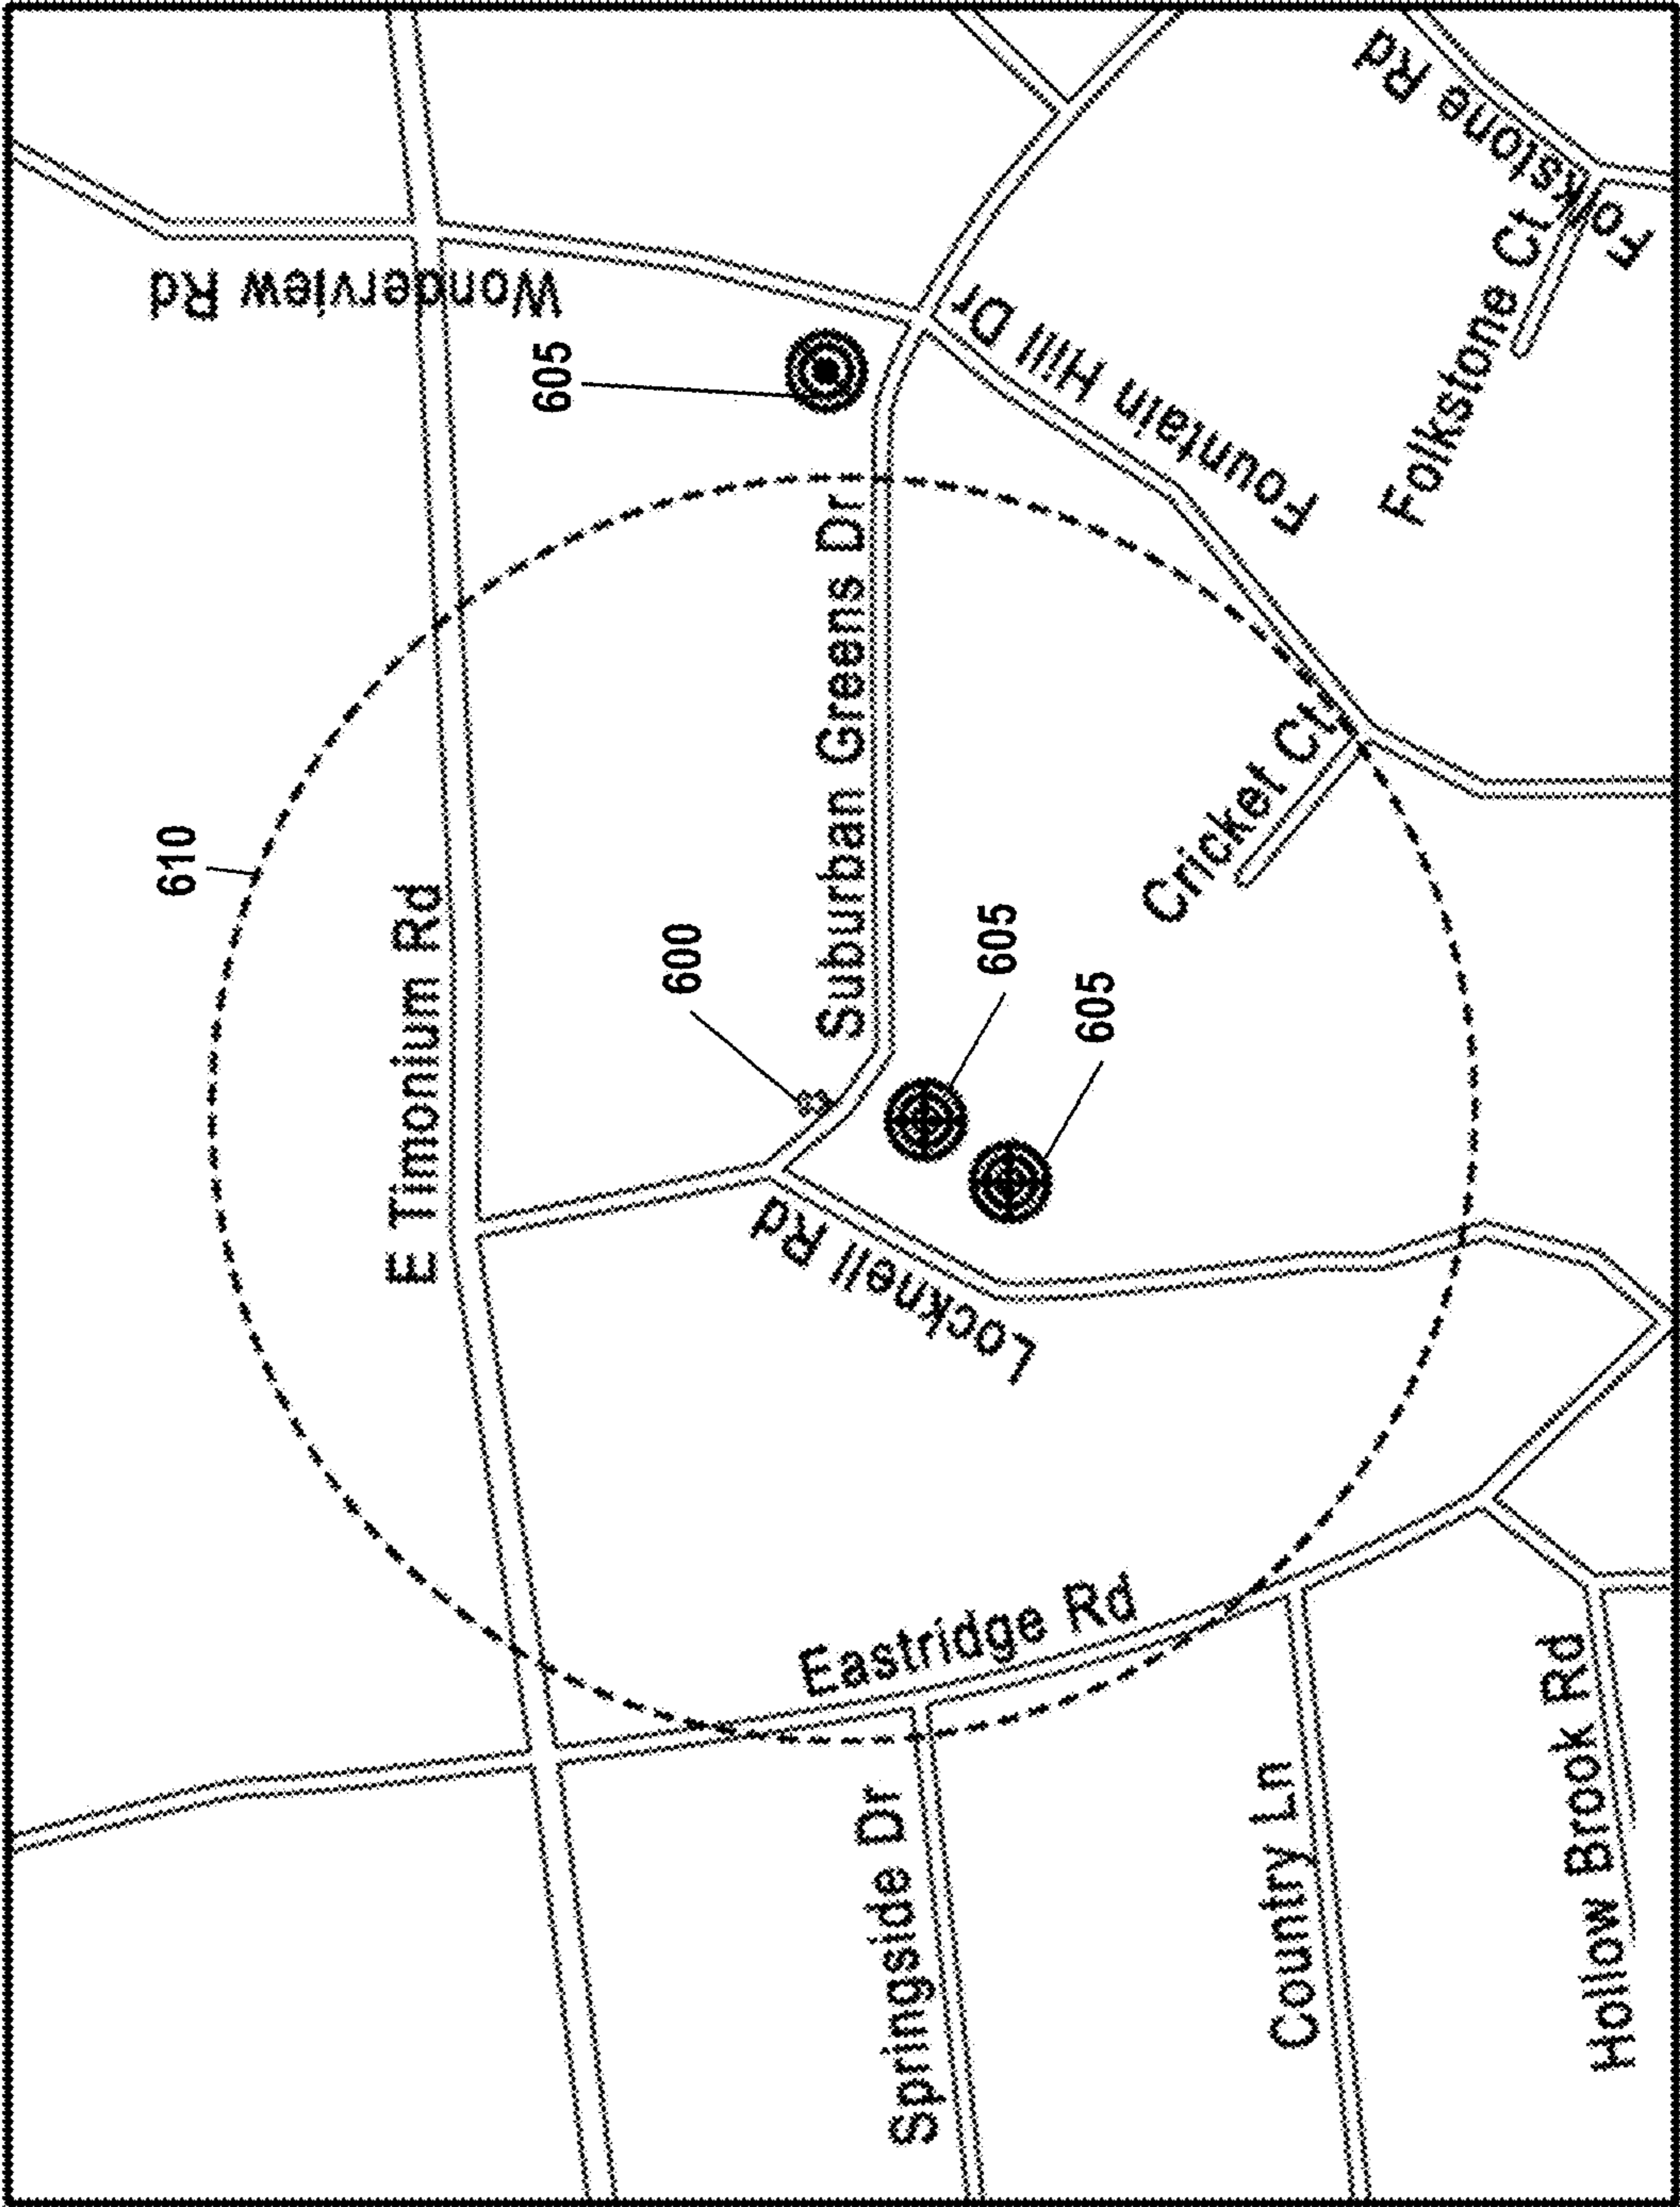 E Timonium Rd
Wonderview Rd
610
605
600
Suburban Greens Dr
605
605
Locknell Rd
Fountain Hill Dr
Cricket Ct
Eastridge Rd
Springside Dr
Country Ln
Hollow Brook Rd
Folkstone Ct
Folkstone Rd